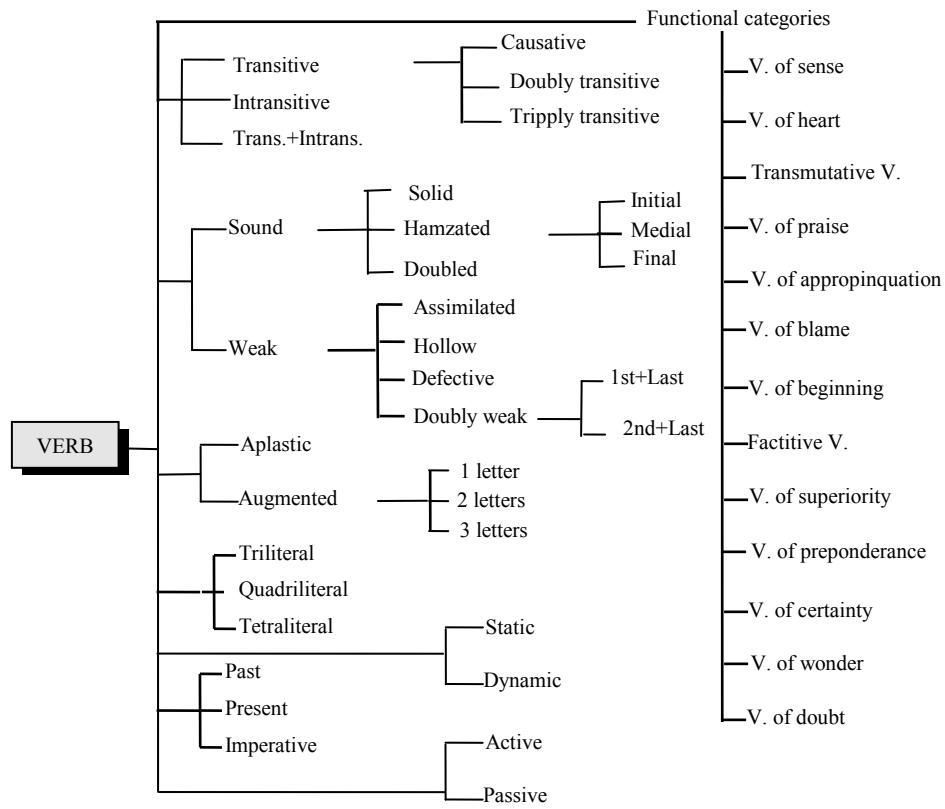 Functional categories
Transitive
Intransitive
Trans.+Intrans.
Causative
Doubly transitive
Tripply transitive
Sound
Solid
Hamzated
Doubled
Initial
Medial
Final
Weak
Assimilated
Hollow
Defective
Doubly weak
1st+Last
2nd+Last
VERB
Aplastic
Augmented
1 letter
2 letters
3 letters
Triliteral
Quadriliteral
Tetraliteral
Static
Dynamic
Past
Present
Imperative
Active
Passive
V. of sense
V. of heart
Transmutative V.
V. of praise
V. of appropinquation
V. of blame
V. of beginning
Factitive V.
V. of superiority
V. of preponderance
V. of certainty
V. of wonder
V. of doubt